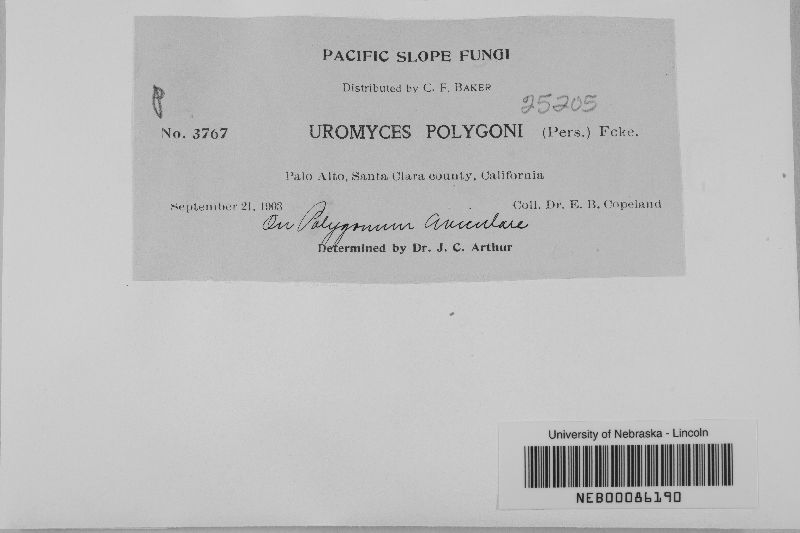 PACIFIC SLOPE FUNGI
Distributed by C. F. BAKER
P
25205
No. 3767 UROMYCES POLYGONI (Pers.) Fcke.
Palo Alto, Santa Clara county, California
September 21, 1903 Coll. Dr. E. B. Copeland
On Polygonum aviculare
Determined by Dr. J. C. Arthur
University of Nebraska - Lincoln
NEB00086190